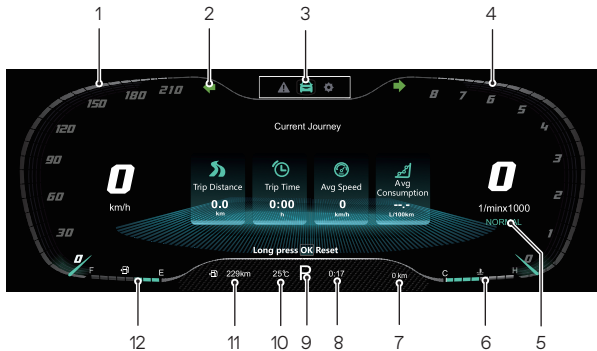 1 2 3 4
150 180 210
8 7 6
120
5
4
90
3
60
2
30
1
0
0
Current Journey
0
km/h
Trip Distance
0.0
km
Trip Time
0:00
h
Avg Speed
0
km/h
Avg
Consumption
--.-
L/100km
0
1/minx1000
NORMAL
Long press OK Reset
F E
229km 25℃ P 0:17 0 km
C H
12 11 10 9 8 7 6 5